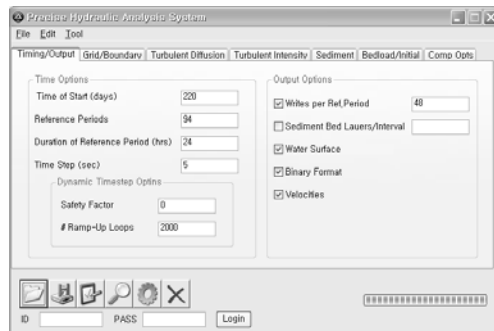 Precise Hydraulic Analysis System
File Edit Tool
Timing/Output Grid/Boundary Turbulent Diffusion Turbulent Intensity Sediment Bedload/Initial Comp Opts
Time Options
Time of Start (days) 220
Reference Periods 94
Duration of Reference Period (hrs) 24
Time Step (sec) 5
Dynamic Timestep Optins
Safety Factor 0
# Ramp-Up Loops 2000
Output Options
Writes per Ref,Period 48
Sediment Bed Lauers/Interval
Water Surface
Binary Format
Velocities
ID PASS Login